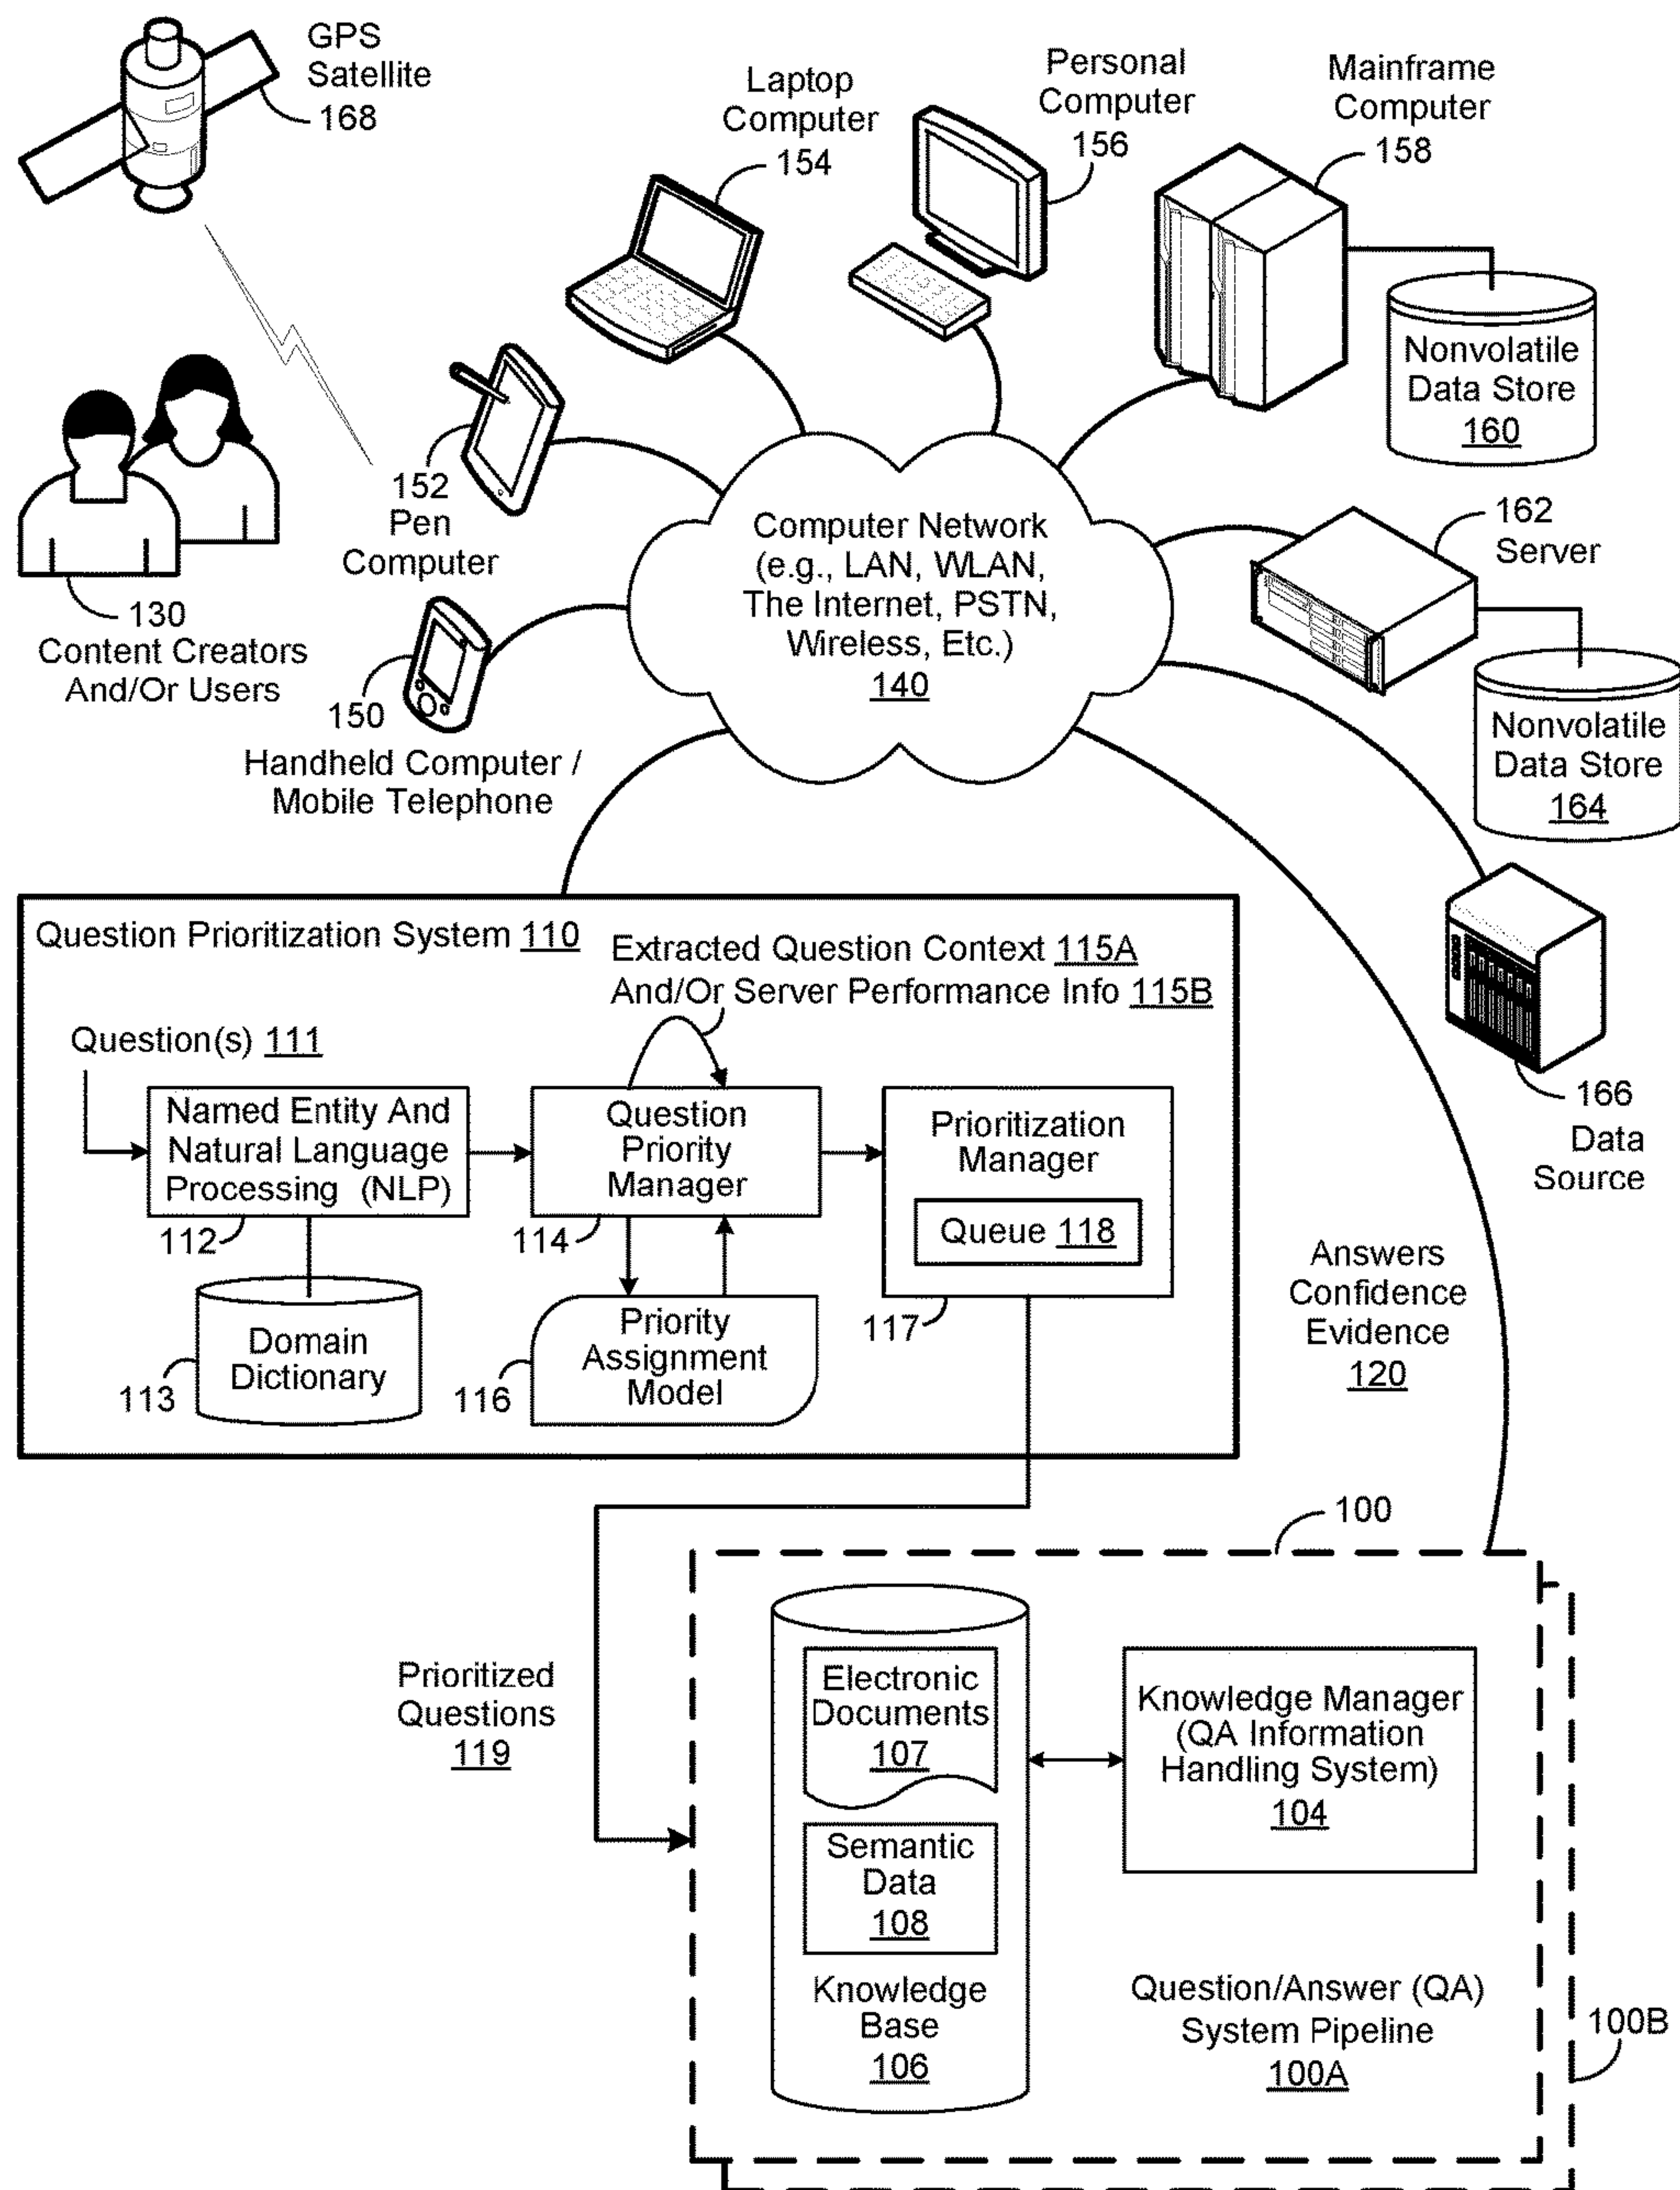 GPS
Satellite
168
Laptop
Computer
154
Personal
Computer
156
Mainframe
Computer
158
Nonvolatile
Data Store
160
152
Pen
Computer
Computer Network
(e.g., LAN, WLAN,
The Internet, PSTN,
Wireless, Etc.)
140
162
Server
130
Content Creators
And/Or Users
150
Handheld Computer /
Mobile Telephone
Nonvolatile
Data Store
164
Question Prioritization System 110
Extracted Question Context 115A
And/Or Server Performance Info 115B
Question(s) 111
Named Entity And
Natural Language
Processing (NLP)
112
Question
Priority
Manager
114
Prioritization
Manager
Queue 118
117
Domain
Dictionary
113
Priority
Assignment
Model
116
166
Data
Source
Answers
Confidence
Evidence
120
100
Prioritized
Questions
119
Electronic
Documents
107
Semantic
Data
108
Knowledge
Base
106
Knowledge Manager
(QA Information
Handling System)
104
Question/Answer (QA)
System Pipeline
100A
100B